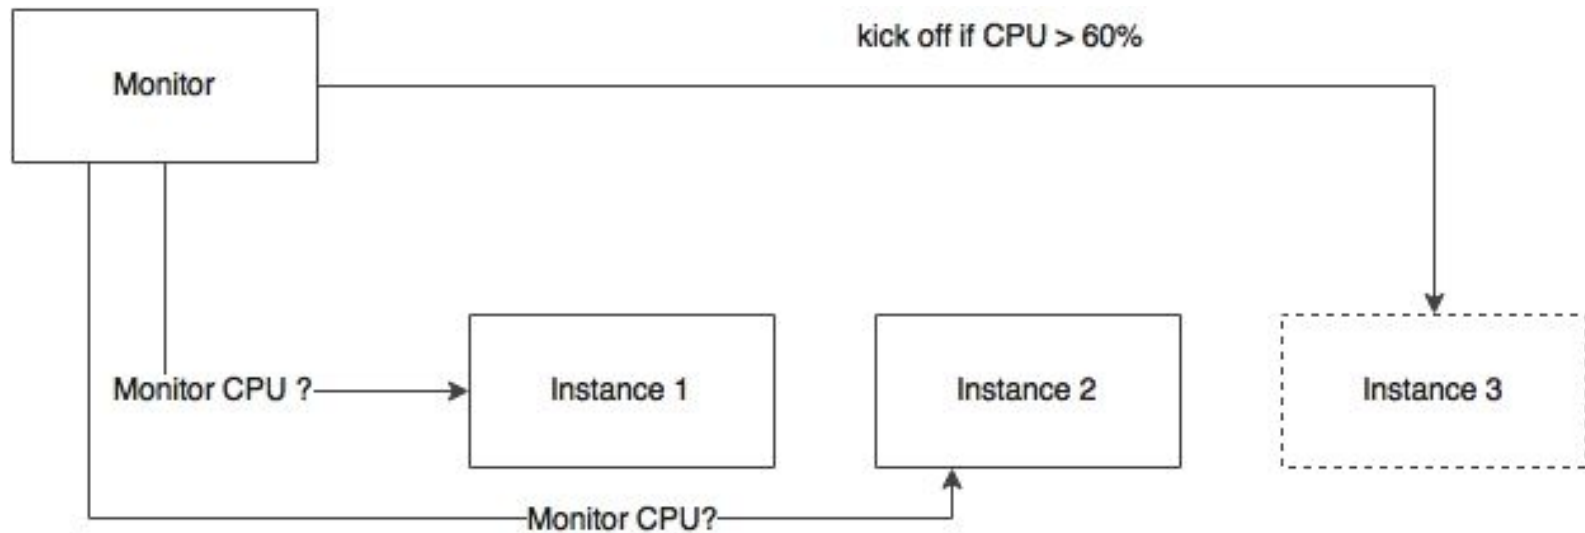 kick off if CPU > 60%
Monitor
Monitor CPU ?
Instance 1
Instance 2
Instance 3
Monitor CPU?